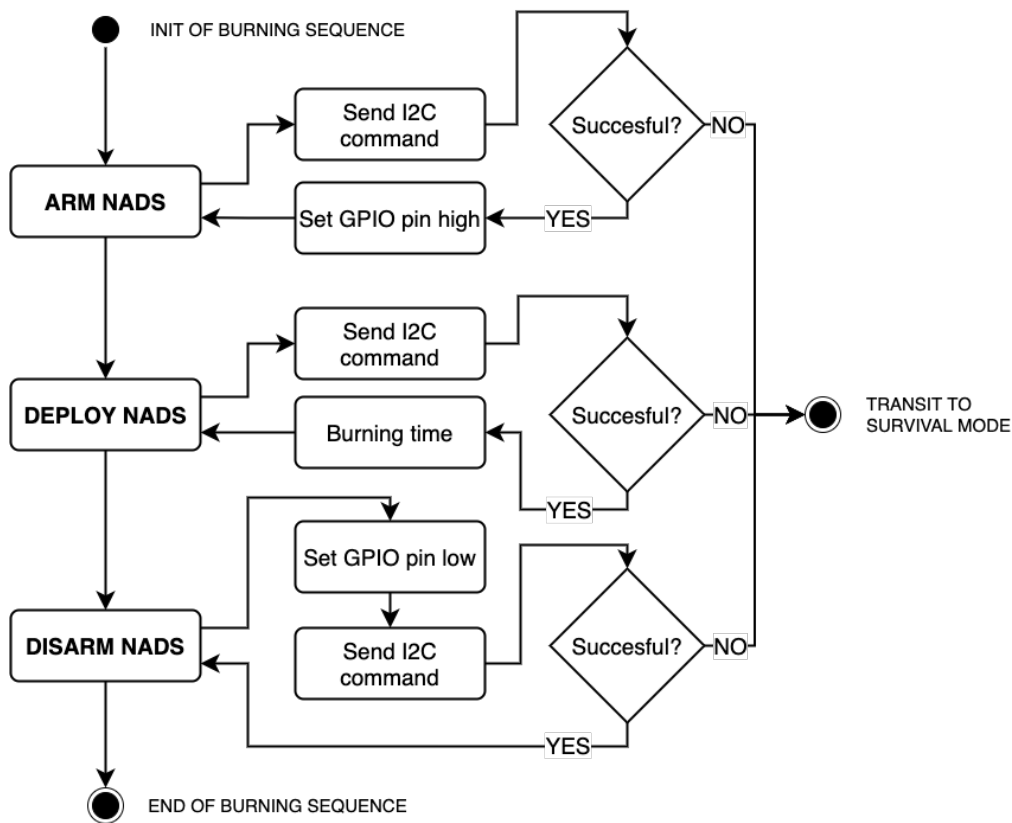 INIT OF BURNING SEQUENCE
Send I2C
command
Succesful?
NO
ARM NADS
Set GPIO pin high
YES
Send I2C
command
DEPLOY NADS
Succesful?
NO
TRANSIT TO
SURVIVAL MODE
Burning time
YES
Set GPIO pin low
DISARM NADS
Send I2C
command
Succesful?
NO
YES
END OF BURNING SEQUENCE